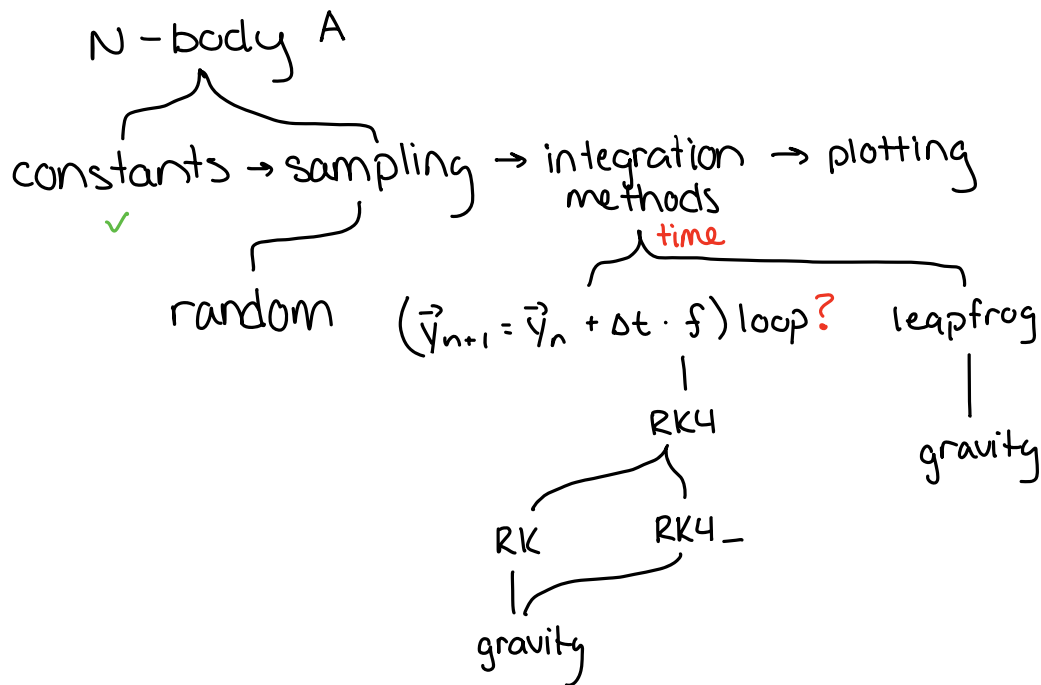 N-body A
constants → sampling → integration methods → plotting
✓
time
random
(y⃗ₙ₊₁ = y⃗ₙ + Δt · f) loop?
leapfrog
RK4
gravity
RK
RK4_
gravity